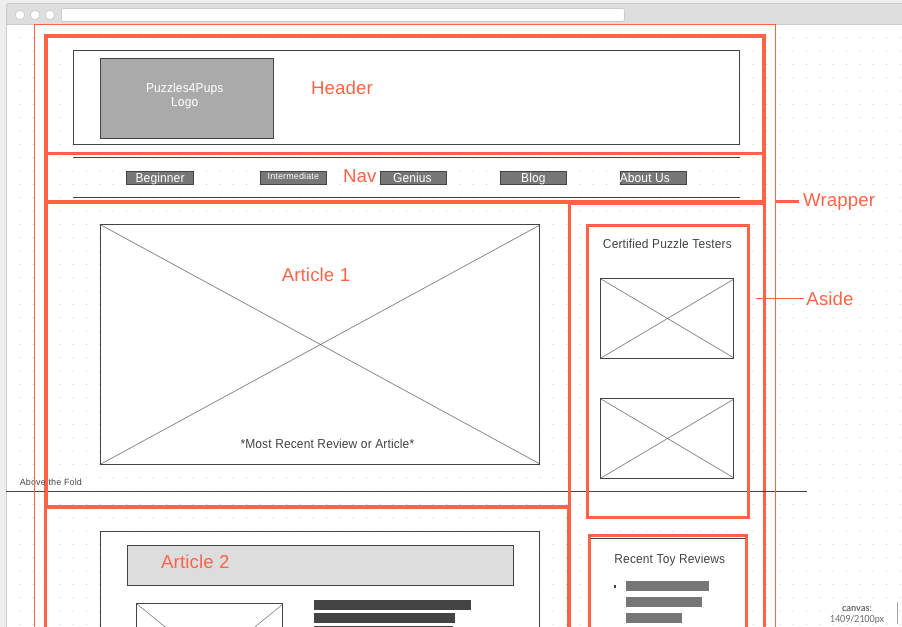 Puzzles4Pups
Logo
Header
Beginner
Intermediate
Nav
Genius
Blog
About Us
Wrapper
Certified Puzzle Testers
Article 1
Aside
*Most Recent Review or Article*
Above the Fold
Article 2
Recent Toy Reviews
canvas:
1409/2100px